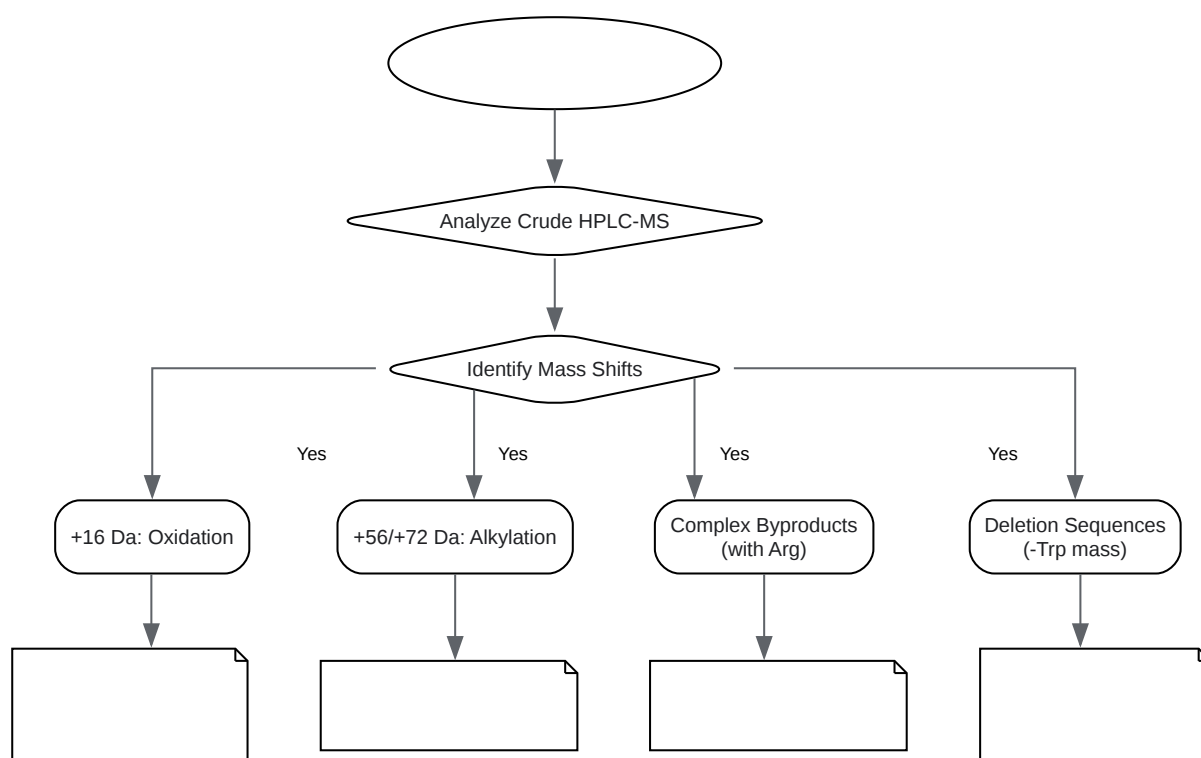 Analyze Crude HPLC-MS
Identify Mass Shifts
Yes
Yes
Yes
Yes
+16 Da: Oxidation
+56/+72 Da: Alkylation
Complex Byproducts
(with Arg)
Deletion Sequences
(-Trp mass)